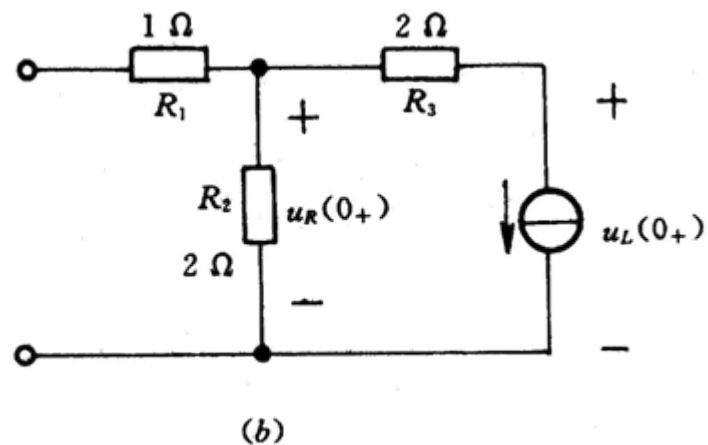 1 Ω
2 Ω
R₁
R₃
+
+
R₂
u_R(0₊)
u_L(0₊)
2 Ω
−
−
(b)